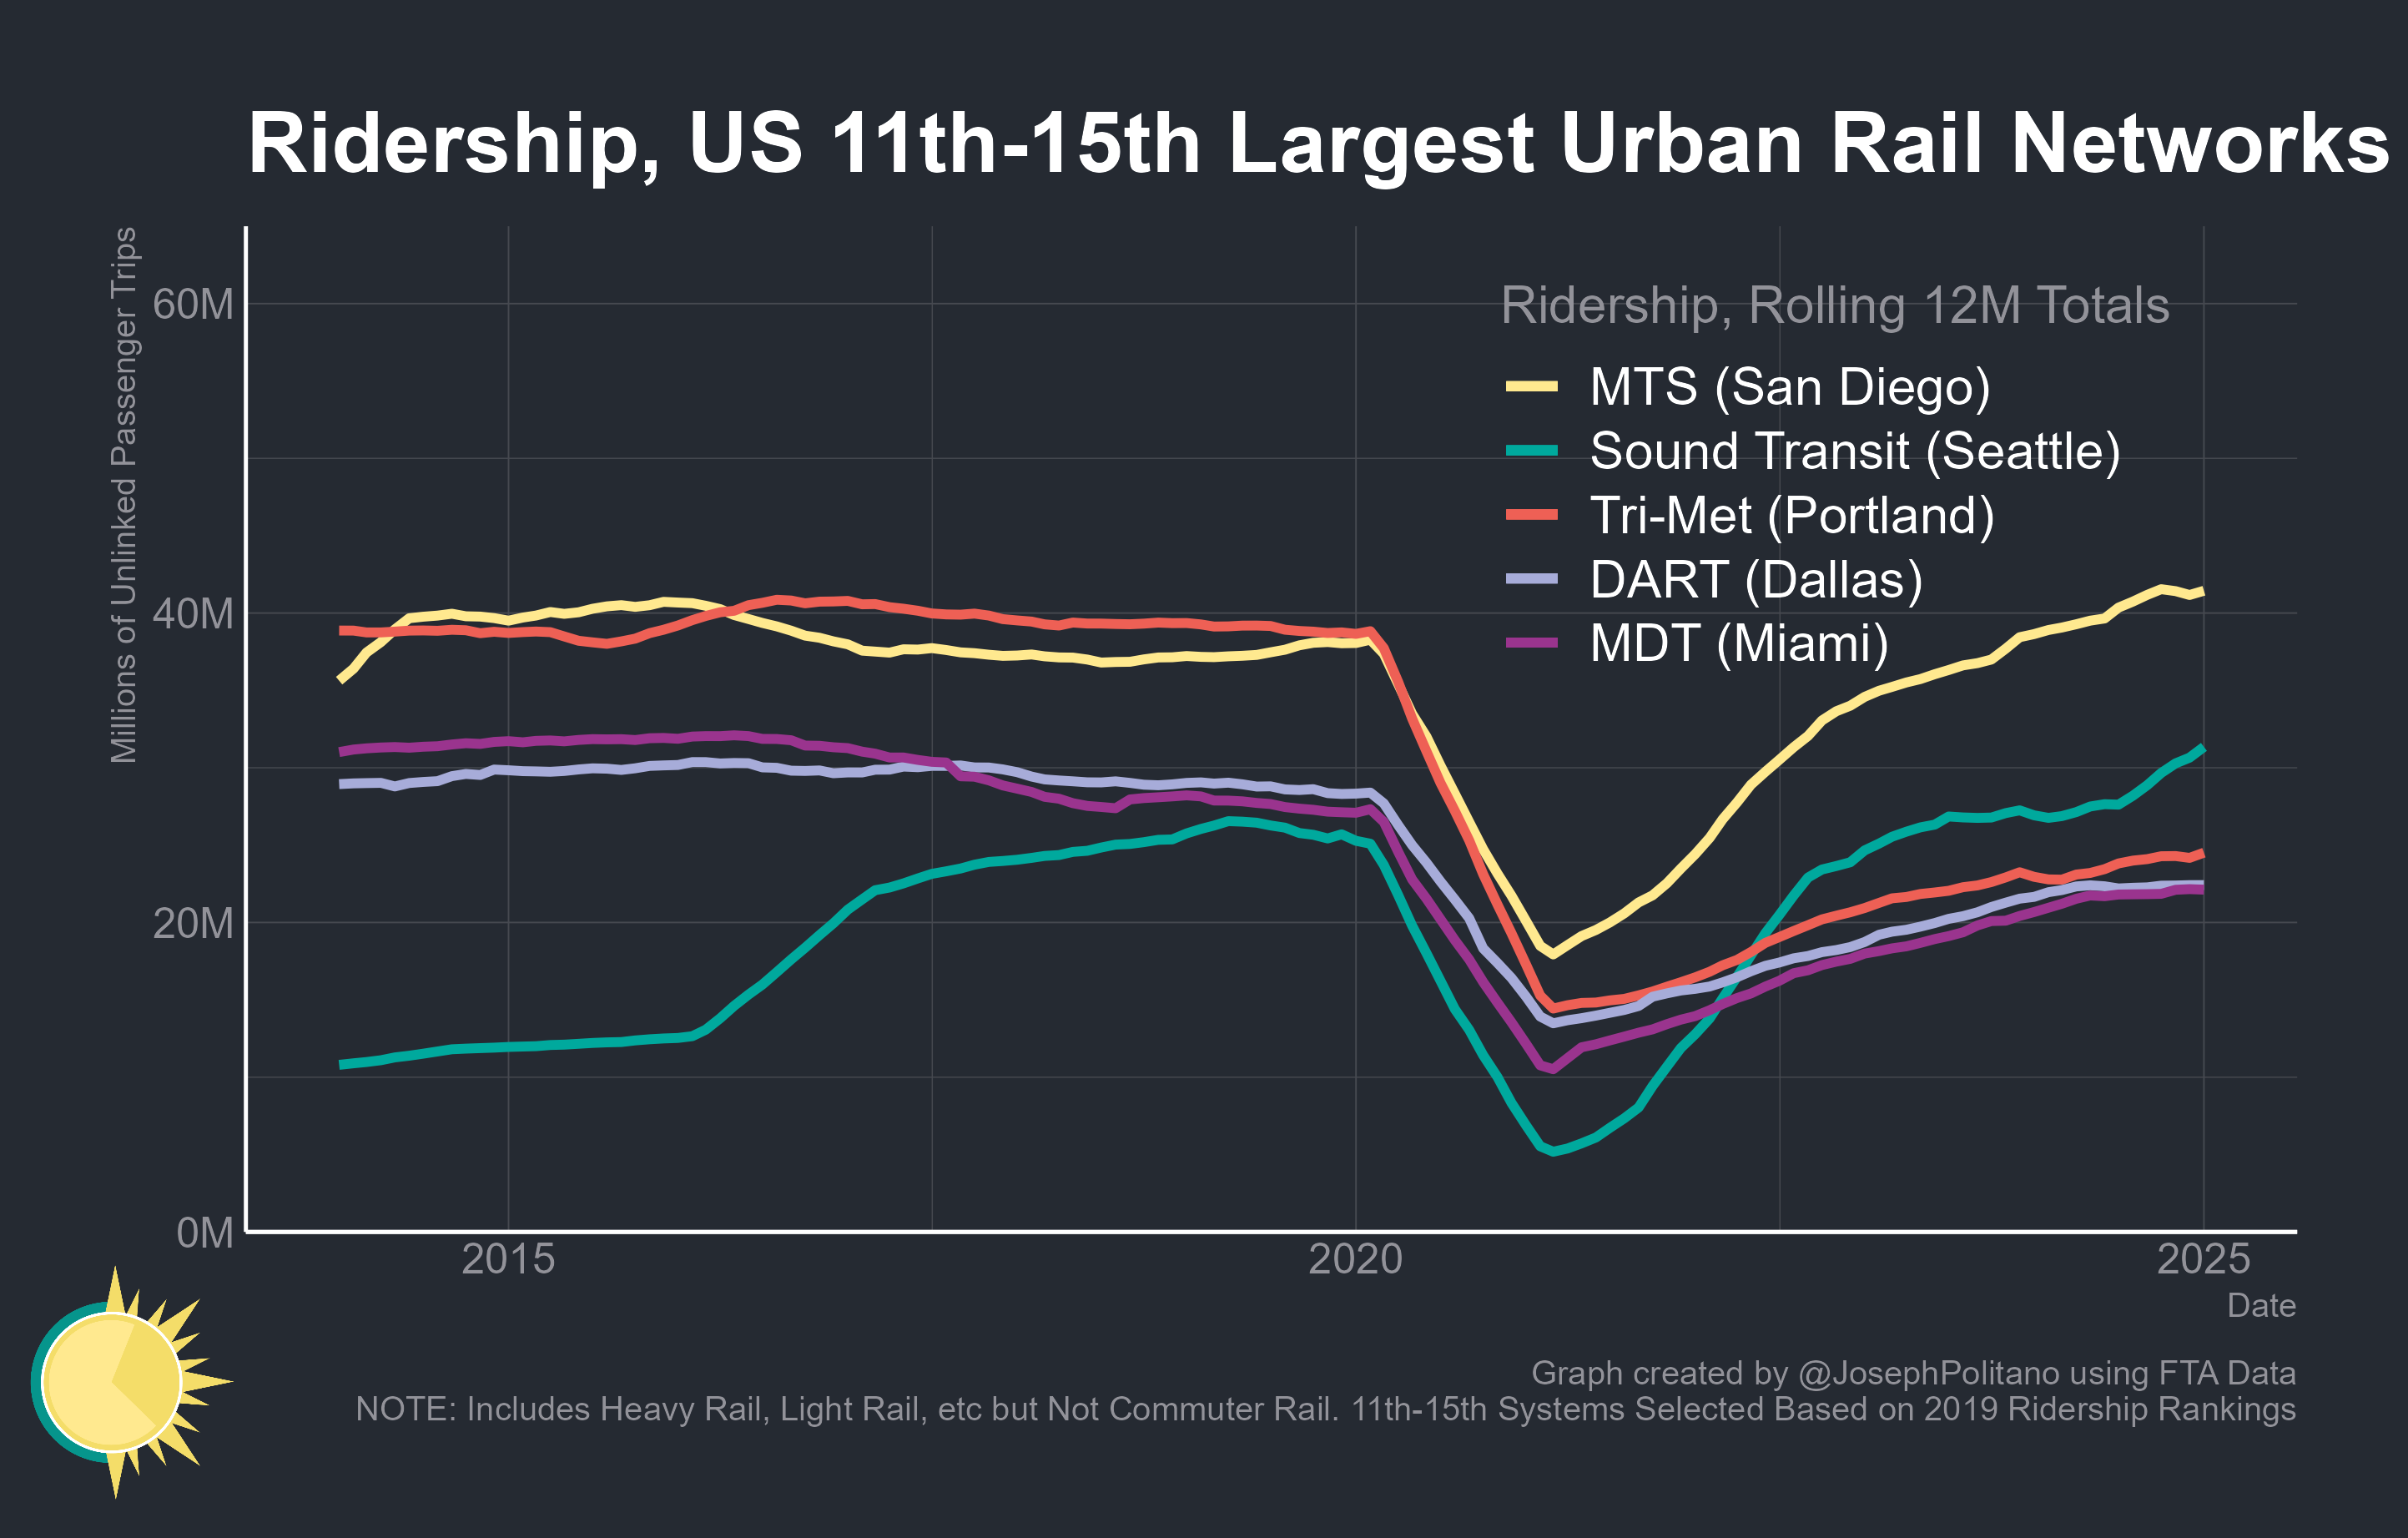 Ridership, US 11th-15th Largest Urban Rail Networks
Millions of Unlinked Passenger Trips
60M
40M
20M
0M
Ridership, Rolling 12M Totals
MTS (San Diego)
Sound Transit (Seattle)
Tri-Met (Portland)
DART (Dallas)
MDT (Miami)
2015
2020
2025
Date
Graph created by @JosephPolitano using FTA Data
NOTE: Includes Heavy Rail, Light Rail, etc but Not Commuter Rail. 11th-15th Systems Selected Based on 2019 Ridership Rankings